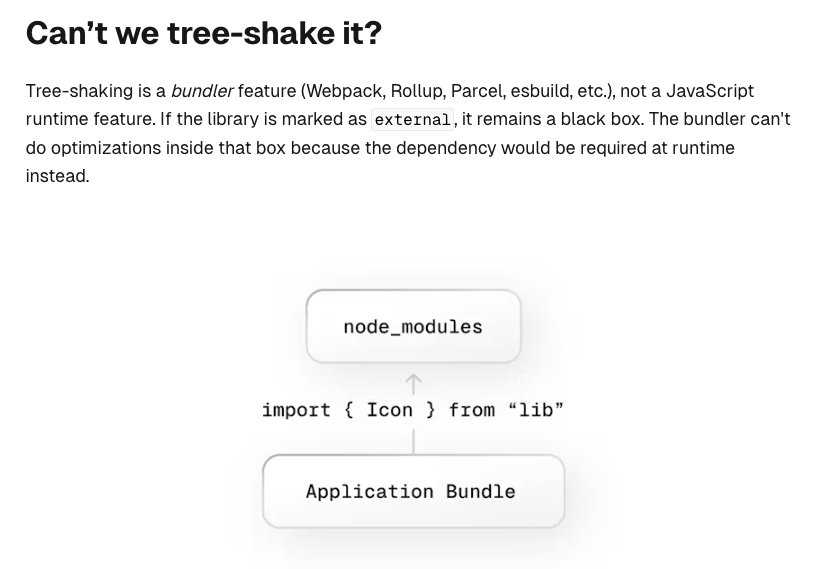 Can’t we tree-shake it?
Tree-shaking is a bundler feature (Webpack, Rollup, Parcel, esbuild, etc.), not a JavaScript
runtime feature. If the library is marked as external, it remains a black box. The bundler can't
do optimizations inside that box because the dependency would be required at runtime
instead.
node_modules
import { Icon } from “lib”
Application Bundle